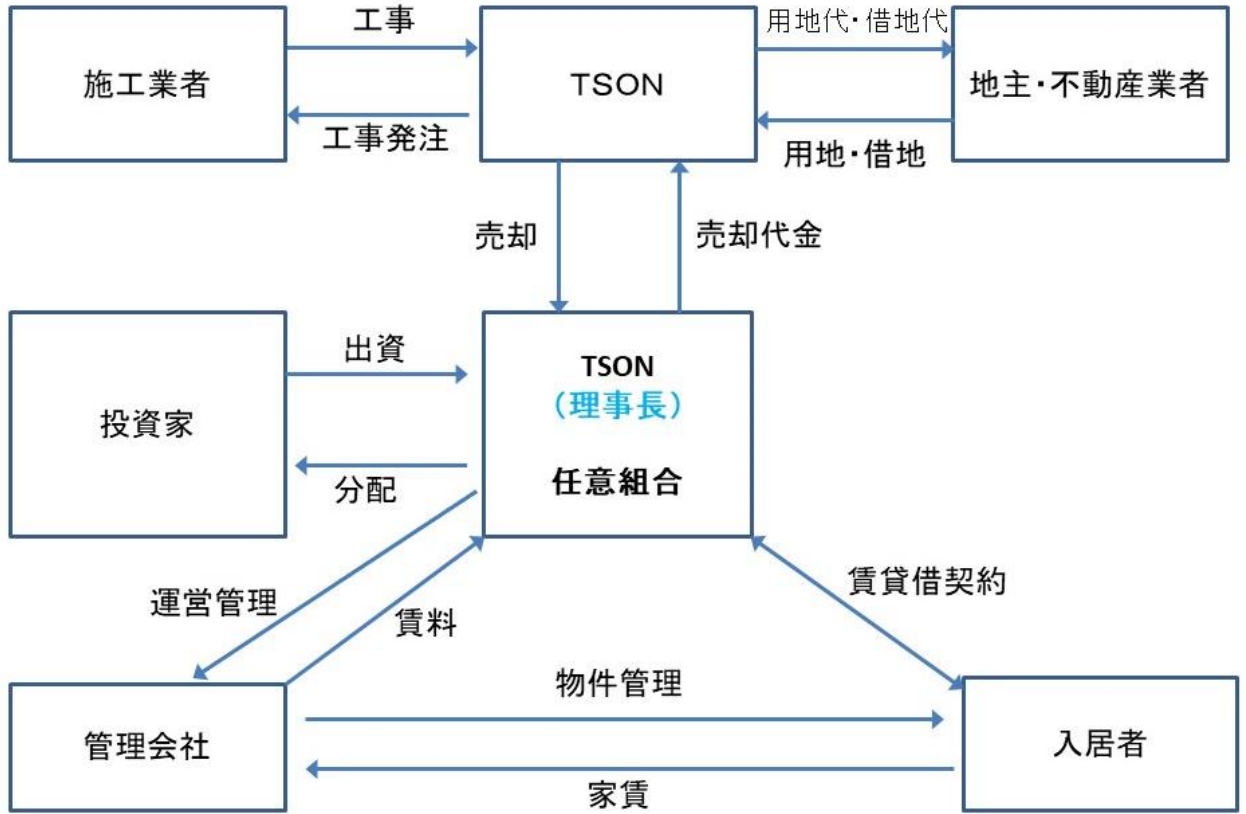 工事
用地代・借地代
施工業者
TSON
地主・不動産業者
工事発注
用地・借地
売却
売却代金
出資
投資家
TSON
（理事長）
任意組合
分配
運営管理
賃料
賃貸借契約
物件管理
管理会社
入居者
家賃